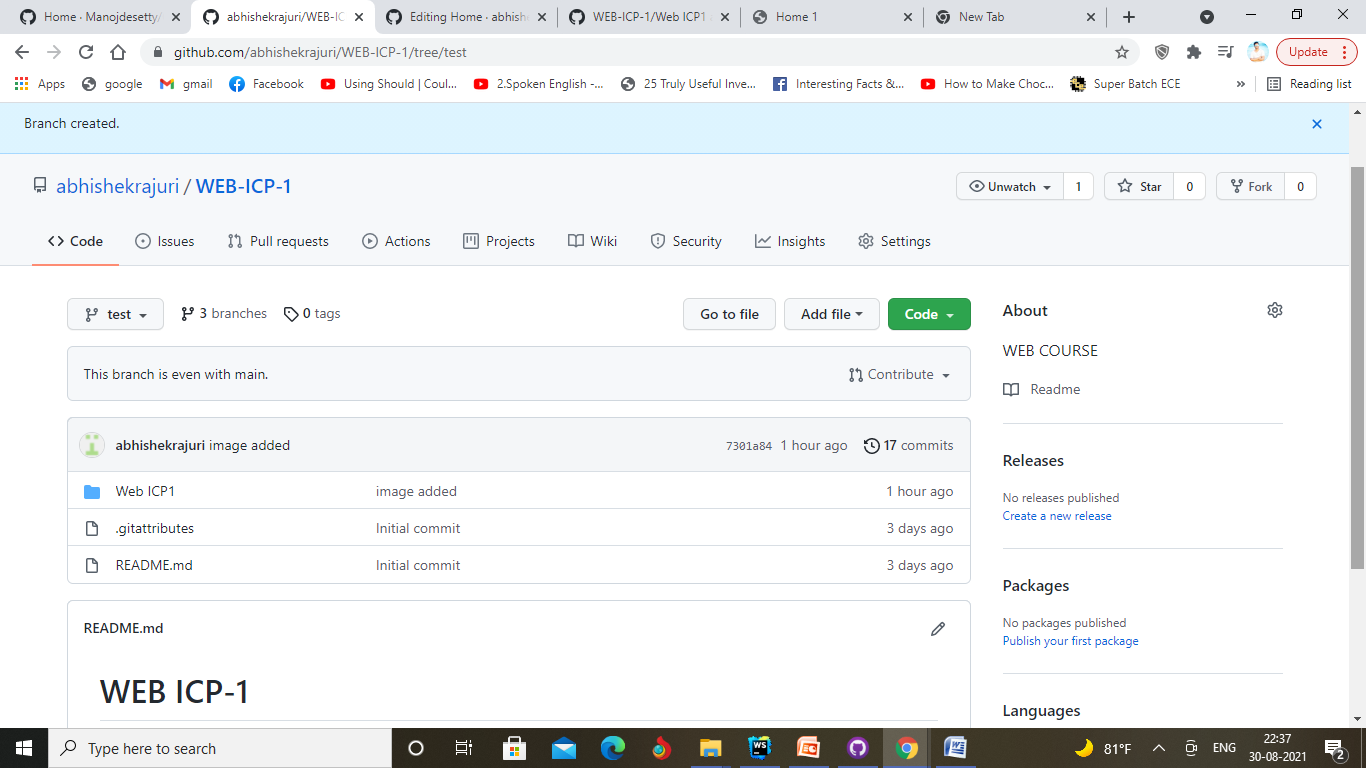 Home · Manojdesetty/
abhishekrajuri/WEB-IC
Editing Home · abhish
WEB-ICP-1/Web ICP1
Home 1
New Tab
github.com/abhishekrajuri/WEB-ICP-1/tree/test
Update
Apps
google
gmail
Facebook
Using Should | Coul...
2.Spoken English -...
25 Truly Useful Inve...
Interesting Facts &...
How to Make Choc...
Super Batch ECE
»
Reading list
Branch created.
abhishekrajuri / WEB-ICP-1
Unwatch 1
Star 0
Fork 0
Code
Issues
Pull requests
Actions
Projects
Wiki
Security
Insights
Settings
test
3 branches
0 tags
Go to file
Add file
Code
This branch is even with main.
Contribute
abhishekrajuri image added 7301a84 1 hour ago 17 commits
Web ICP1 image added 1 hour ago
.gitattributes Initial commit 3 days ago
README.md Initial commit 3 days ago
README.md
WEB ICP-1
About
WEB COURSE
Readme
Releases
No releases published
Create a new release
Packages
No packages published
Publish your first package
Languages
Type here to search
WS
81°F
ENG
22:37
30-08-2021
2